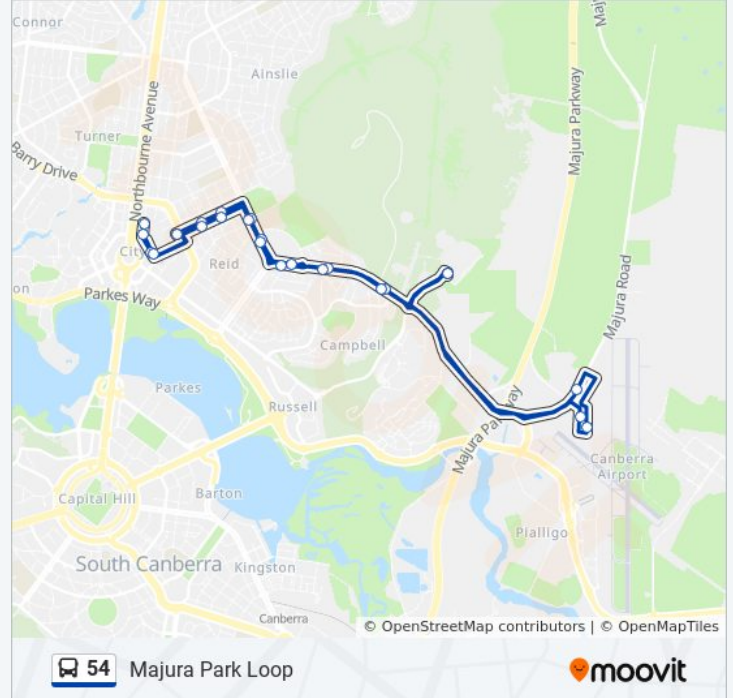 Connor
Ainslie
Turner
Barry Drive
Northbourne Avenue
Majura Parkway
Maj
City
Reid
on
Parkes Way
Majura Road
Campbell
Parkes
Russell
Majura Parkway
Canberra
Airport
Capital Hill
Barton
Pialligo
South Canberra
Kingston
Canberra
© OpenStreetMap contributors | © OpenMapTiles
54 Majura Park Loop
moovit